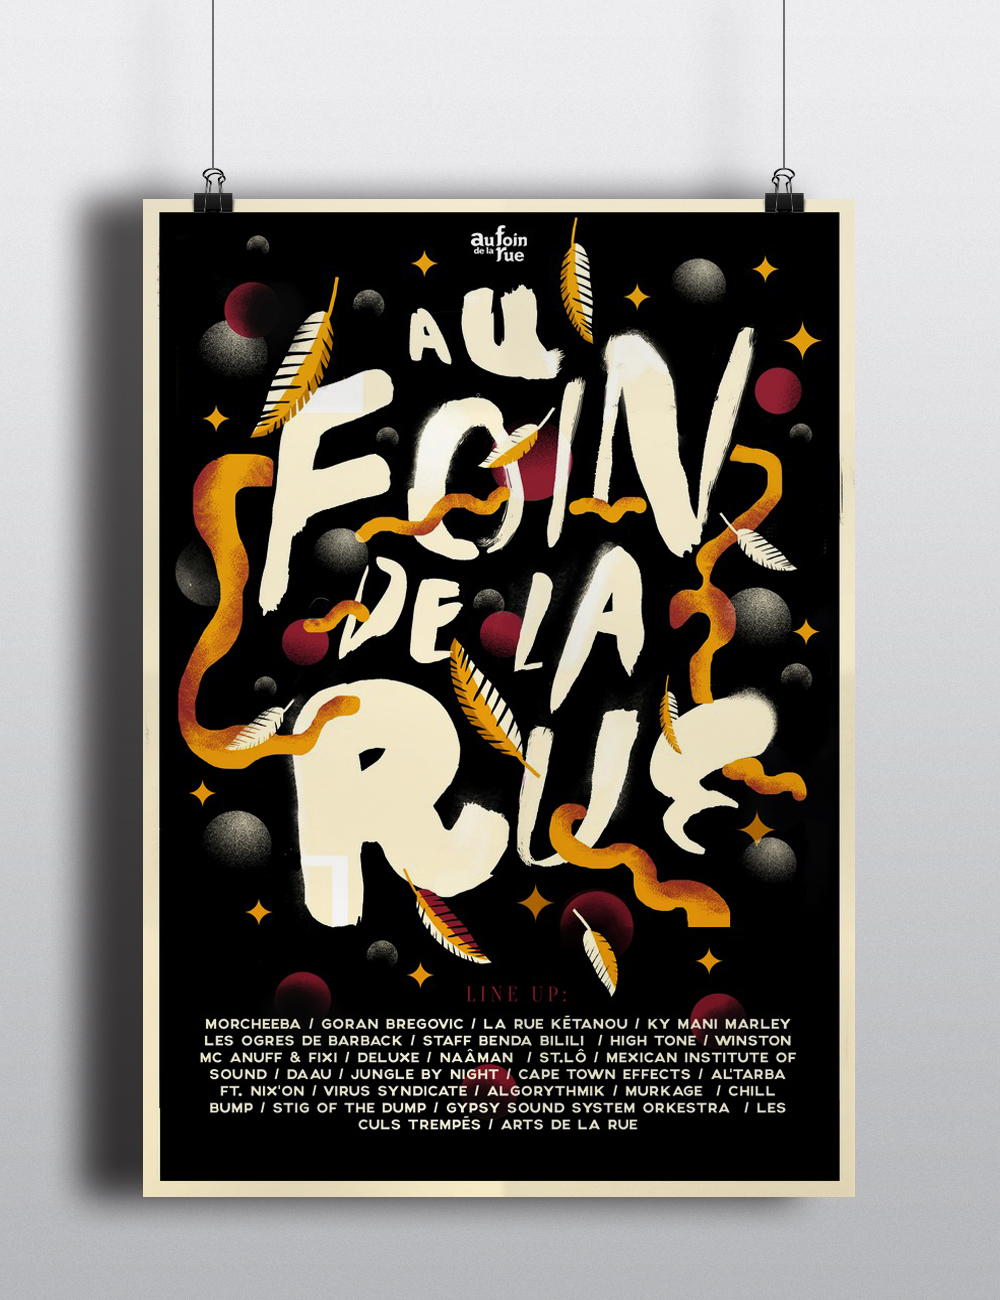 au foin
de la rue
AU
FOIN
DE LA
RUE
LINE UP:
MORCHEEBA / GORAN BREGOVIC / LA RUE KĒTANOU / KY MANI MARLEY
LES OGRES DE BARBACK / STAFF BENDA BILILI / HIGH TONE / WINSTON
MC ANUFF & FIXI / DELUXE / NAÂMAN / ST.LÔ / MEXICAN INSTITUTE OF
SOUND / DAAU / JUNGLE BY NIGHT / CAPE TOWN EFFECTS / AL'TARBA
FT. NIX'ON / VIRUS SYNDICATE / ALGORYTHMIK / MURKAGE / CHILL
BUMP / STIG OF THE DUMP / GYPSY SOUND SYSTEM ORKESTRA / LES
CULS TREMPĒS / ARTS DE LA RUE